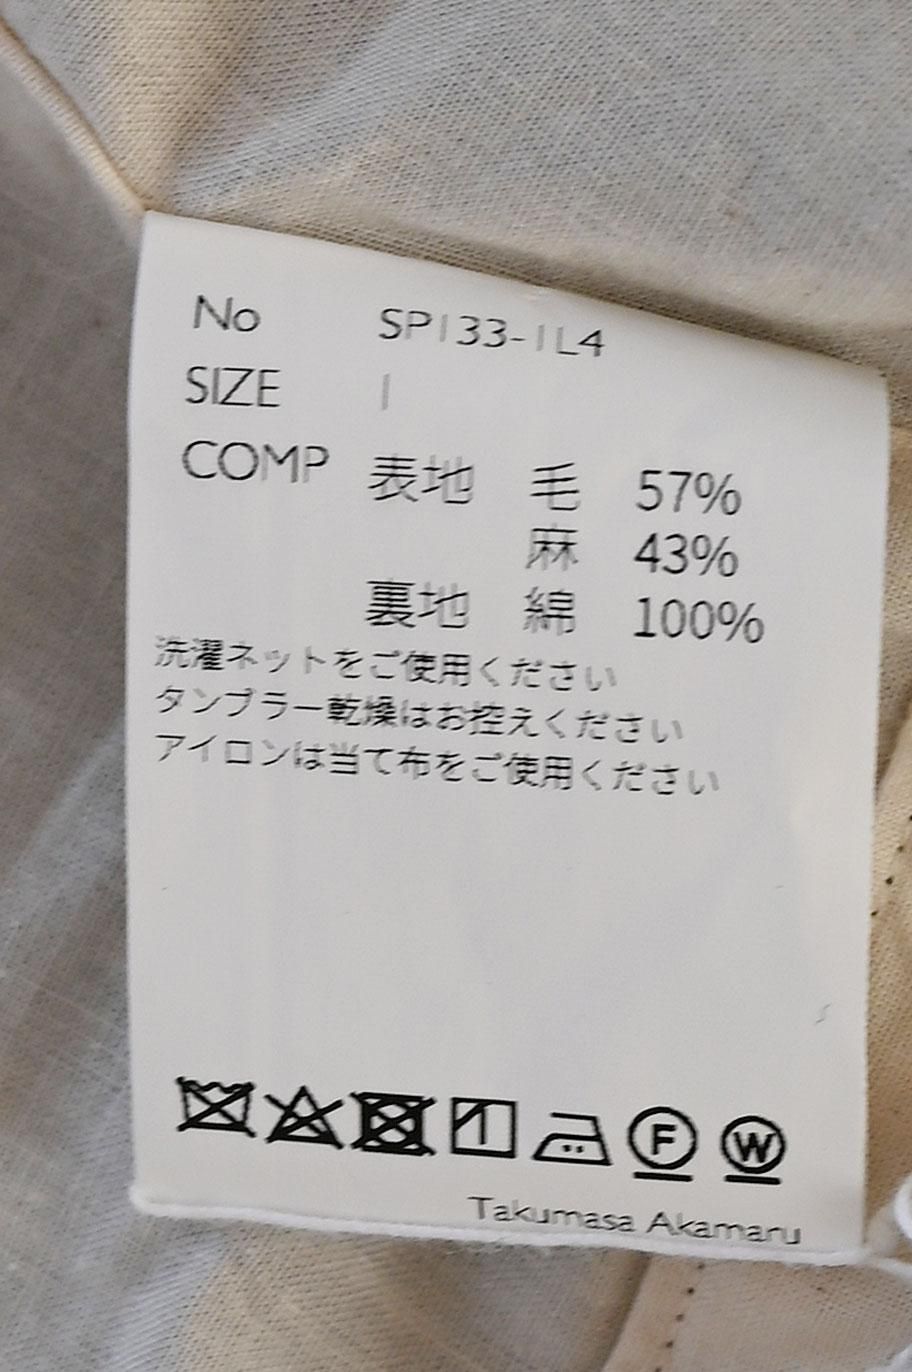 No SP133-1L4
SIZE 1
COMP 表地 毛 57%
麻 43%
裏地 綿 100%
洗濯ネットをご使用ください
タンブラー乾燥はお控えください
アイロンは当て布をご使用ください
F W
Takumasa Akamaru